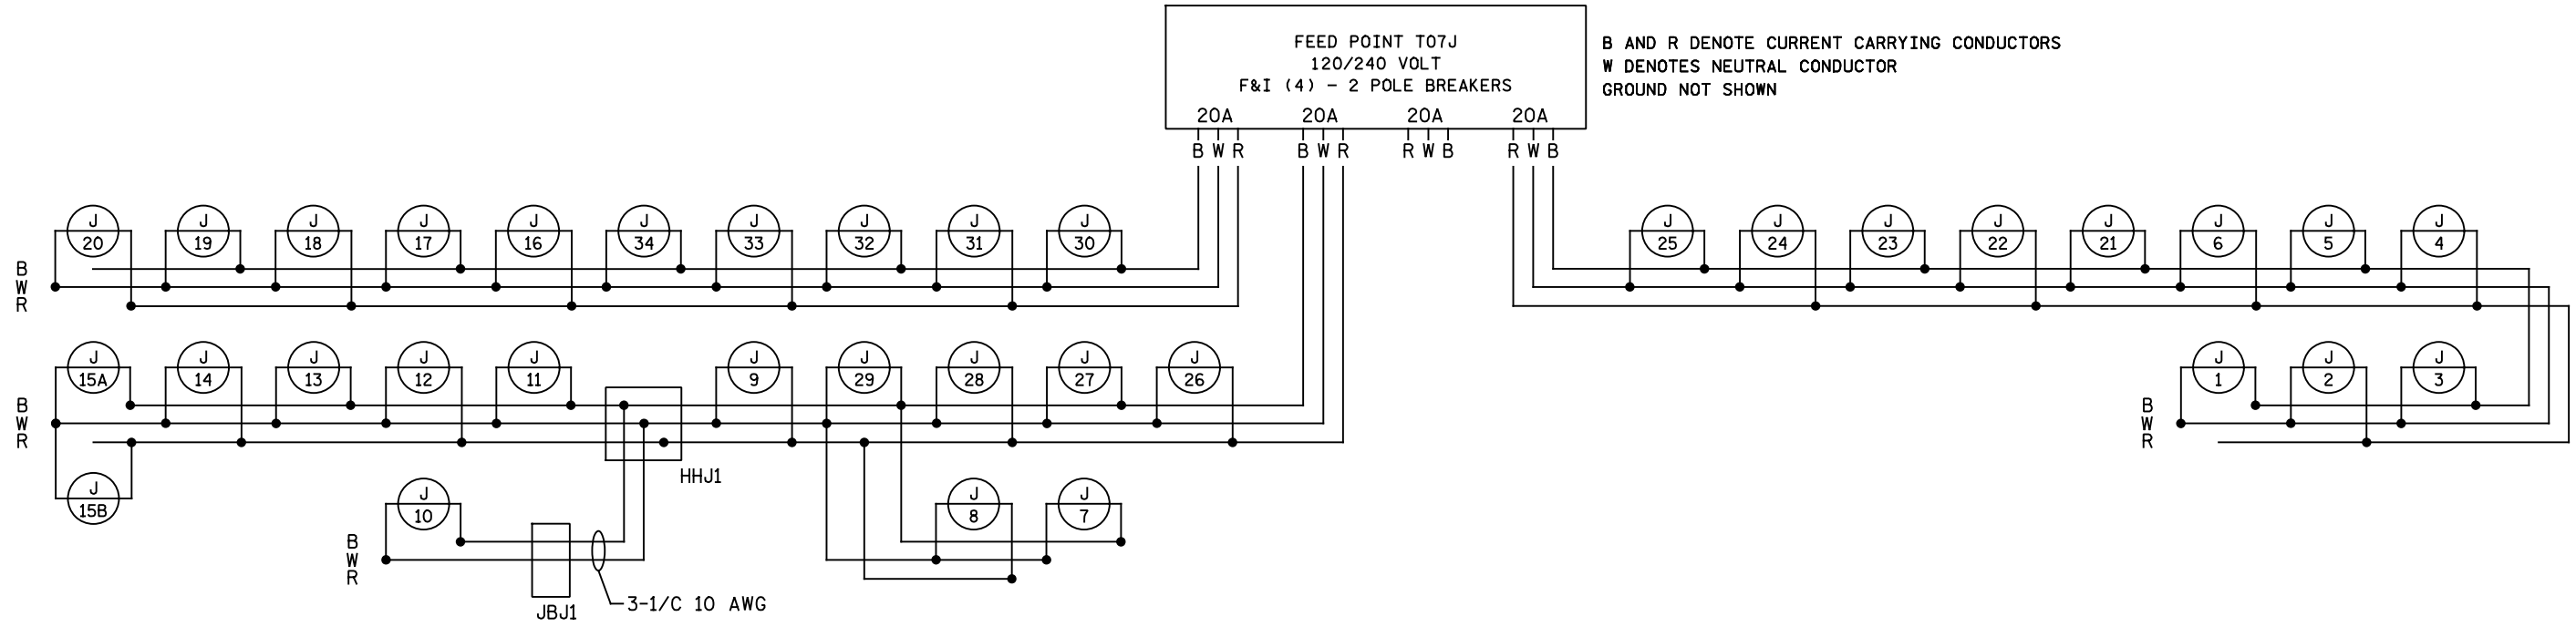 FEED POINT T07J
120/240 VOLT
F&I (4) - 2 POLE BREAKERS
20A 20A 20A 20A
B W R B W R R W B R W B
B AND R DENOTE CURRENT CARRYING CONDUCTORS
W DENOTES NEUTRAL CONDUCTOR
GROUND NOT SHOWN
J J J J J J J J J J J J J J J J J J
20 19 18 17 16 34 33 32 31 30 25 24 23 22 21 6 5 4
B
W
R
J J J J J J J J J J J J J
15A 14 13 12 11 9 29 28 27 26 1 2 3
B B
W W
R R
HHJ1
J J J J
15B 10 8 7
B
W
R
3-1/C 10 AWG
JBJ1